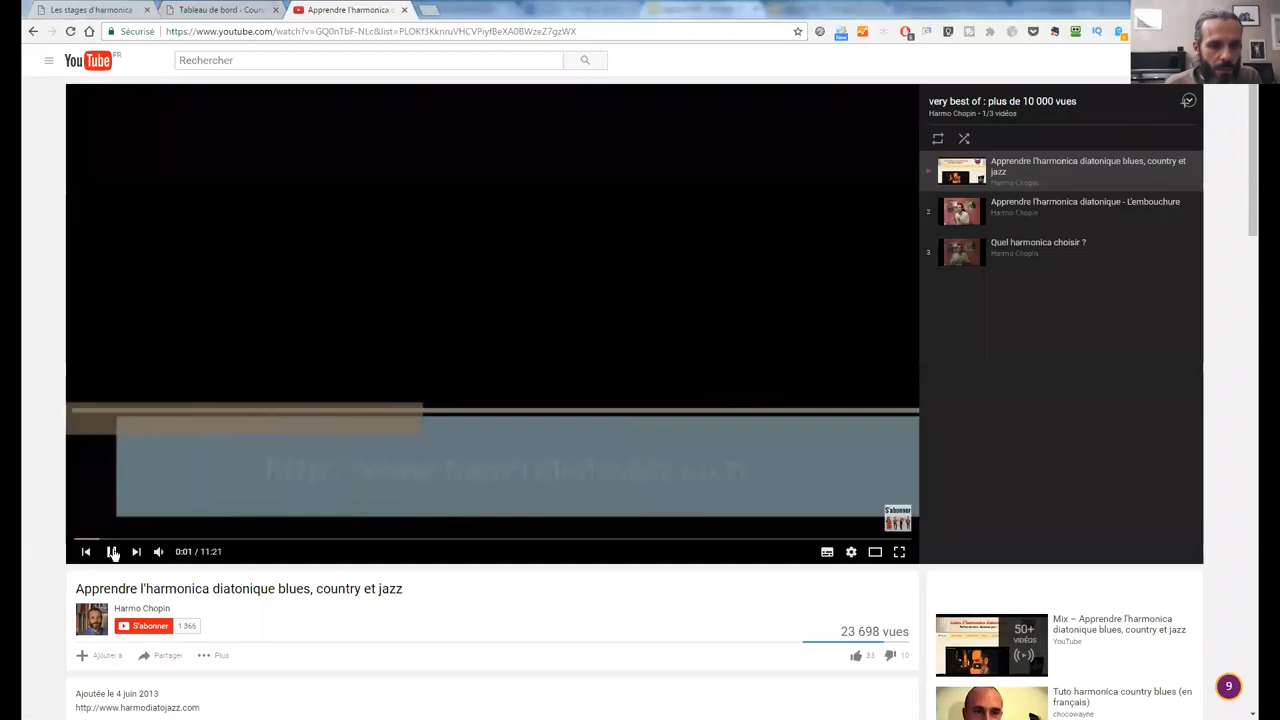 Les stages d'harmonica
Tableau de bord ‹ Cours
Apprendre l'harmonica d
Sécurisé
https://www.youtube.com/watch?v=GQ0nTbF-NLc&list=PLOKf3KknruVHCVPiyfBeXA0BWzeZ7gzWX
YouTube FR
Rechercher
very best of : plus de 10 000 vues
Harmo Chopin • 1/3 vidéos
Apprendre l'harmonica diatonique blues, country et
jazz
Harmo Chopin
2
Apprendre l'harmonica diatonique - L'embouchure
Harmo Chopin
3
Quel harmonica choisir ?
Harmo Chopin
S'abonner
0:01 / 11:21
Apprendre l'harmonica diatonique blues, country et jazz
Harmo Chopin
S'abonner 1 366
23 698 vues
Ajouter à
Partager
Plus
33
10
Ajoutée le 4 juin 2013
http://www.harmodiatojazz.com
50+
VIDÉOS
Mix – Apprendre l'harmonica
diatonique blues, country et jazz
YouTube
Tuto harmonica country blues (en
français)
chocowayne
9